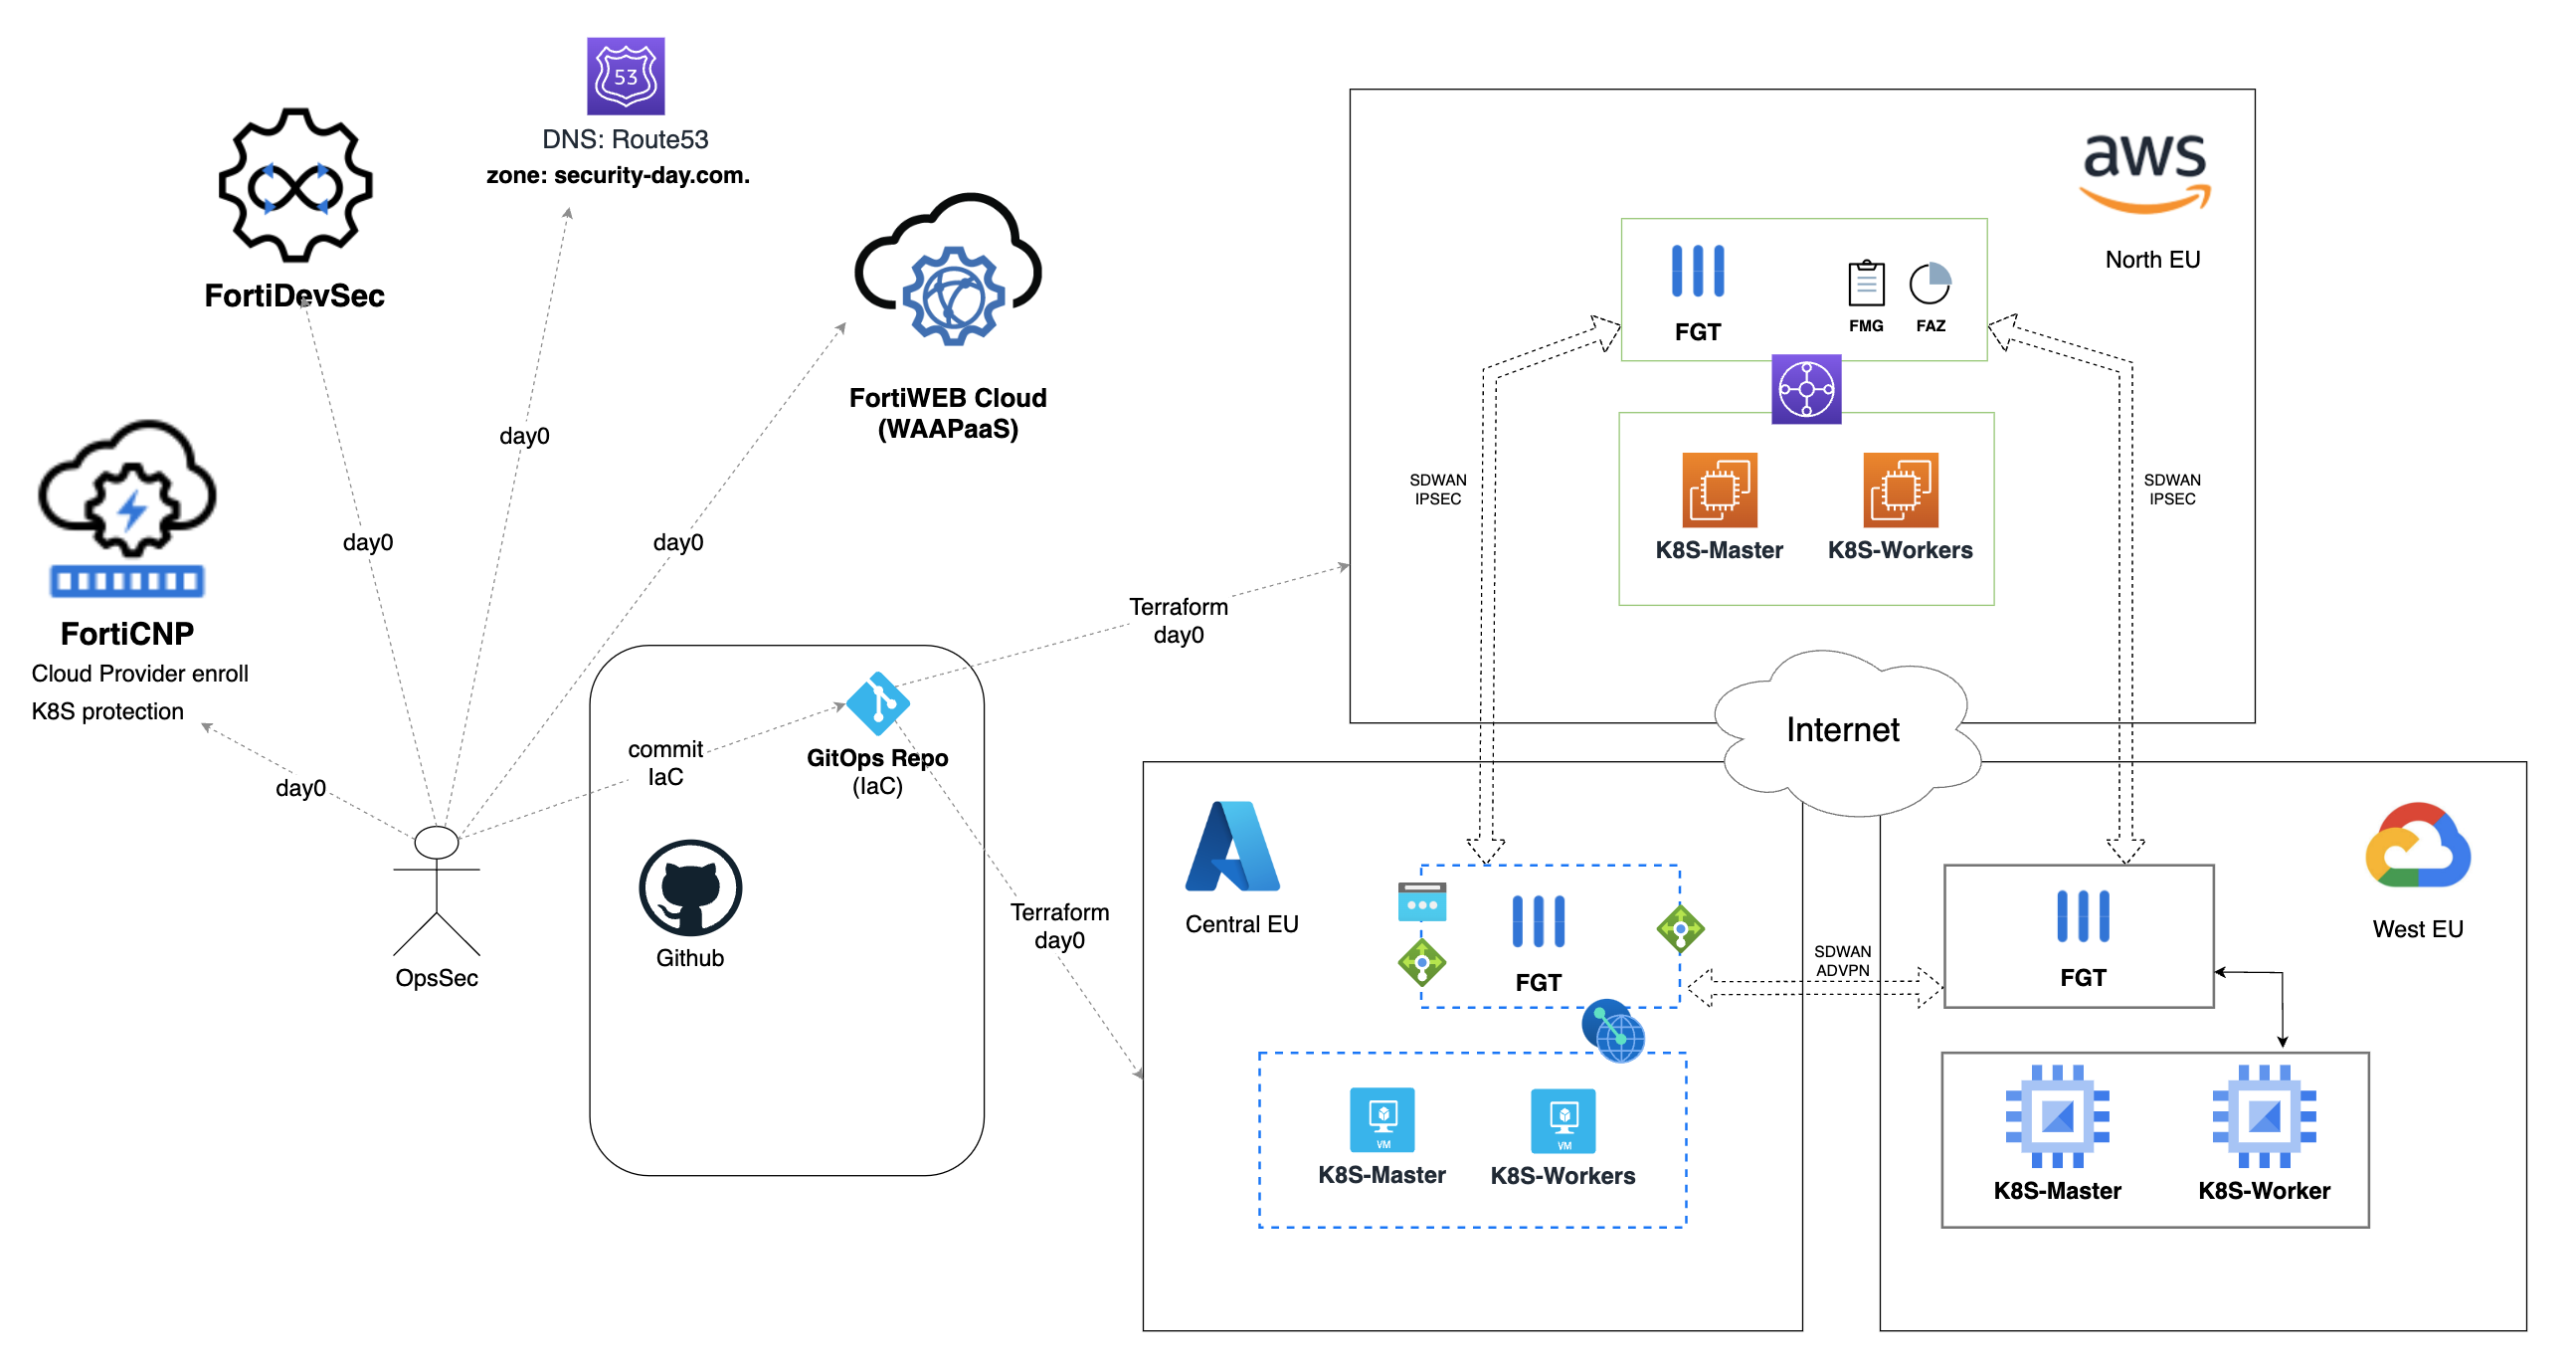 53
DNS: Route53
zone: security-day.com.
FortiDevSec
FortiWEB Cloud
(WAAPaaS)
day0
day0
day0
FortiCNP
Cloud Provider enroll
K8S protection
day0
OpsSec
commit
IaC
GitOps Repo
(IaC)
Github
Terraform
day0
Terraform
day0
aws
North EU
FGT
FMG
FAZ
SDWAN
IPSEC
SDWAN
IPSEC
K8S-Master
K8S-Workers
Internet
Central EU
FGT
VM
VM
K8S-Master
K8S-Workers
SDWAN
ADVPN
West EU
FGT
K8S-Master
K8S-Worker